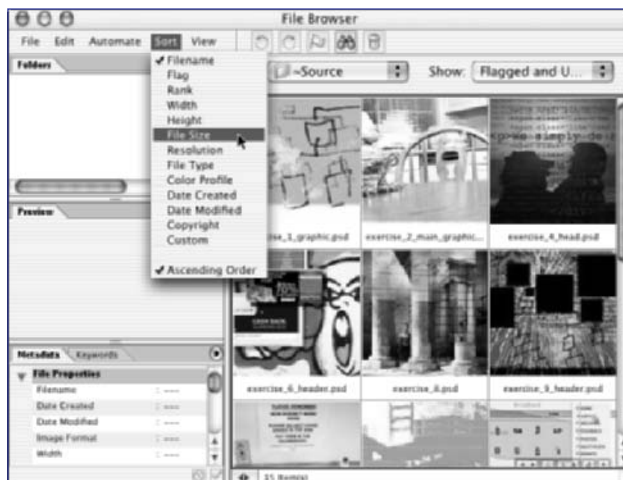 File Browser
File Edit Automate Sort View
Folders
Filename
Flag
Rank
Width
Height
File Size
Resolution
File Type
Color Profile
Date Created
Date Modified
Copyright
Custom
Ascending Order
~Source
Show: Flagged and U...
Preview
exercise_2_main_graphic...
exercise_4_head.psd
exercise_6_header.psd
exercise_8.psd
exercise_9_header.psd
Metadata Keywords
File Properties
Filename : ---
Date Created : ---
Date Modified : ---
Image Format : ---
Width : ---
15 Item(s)